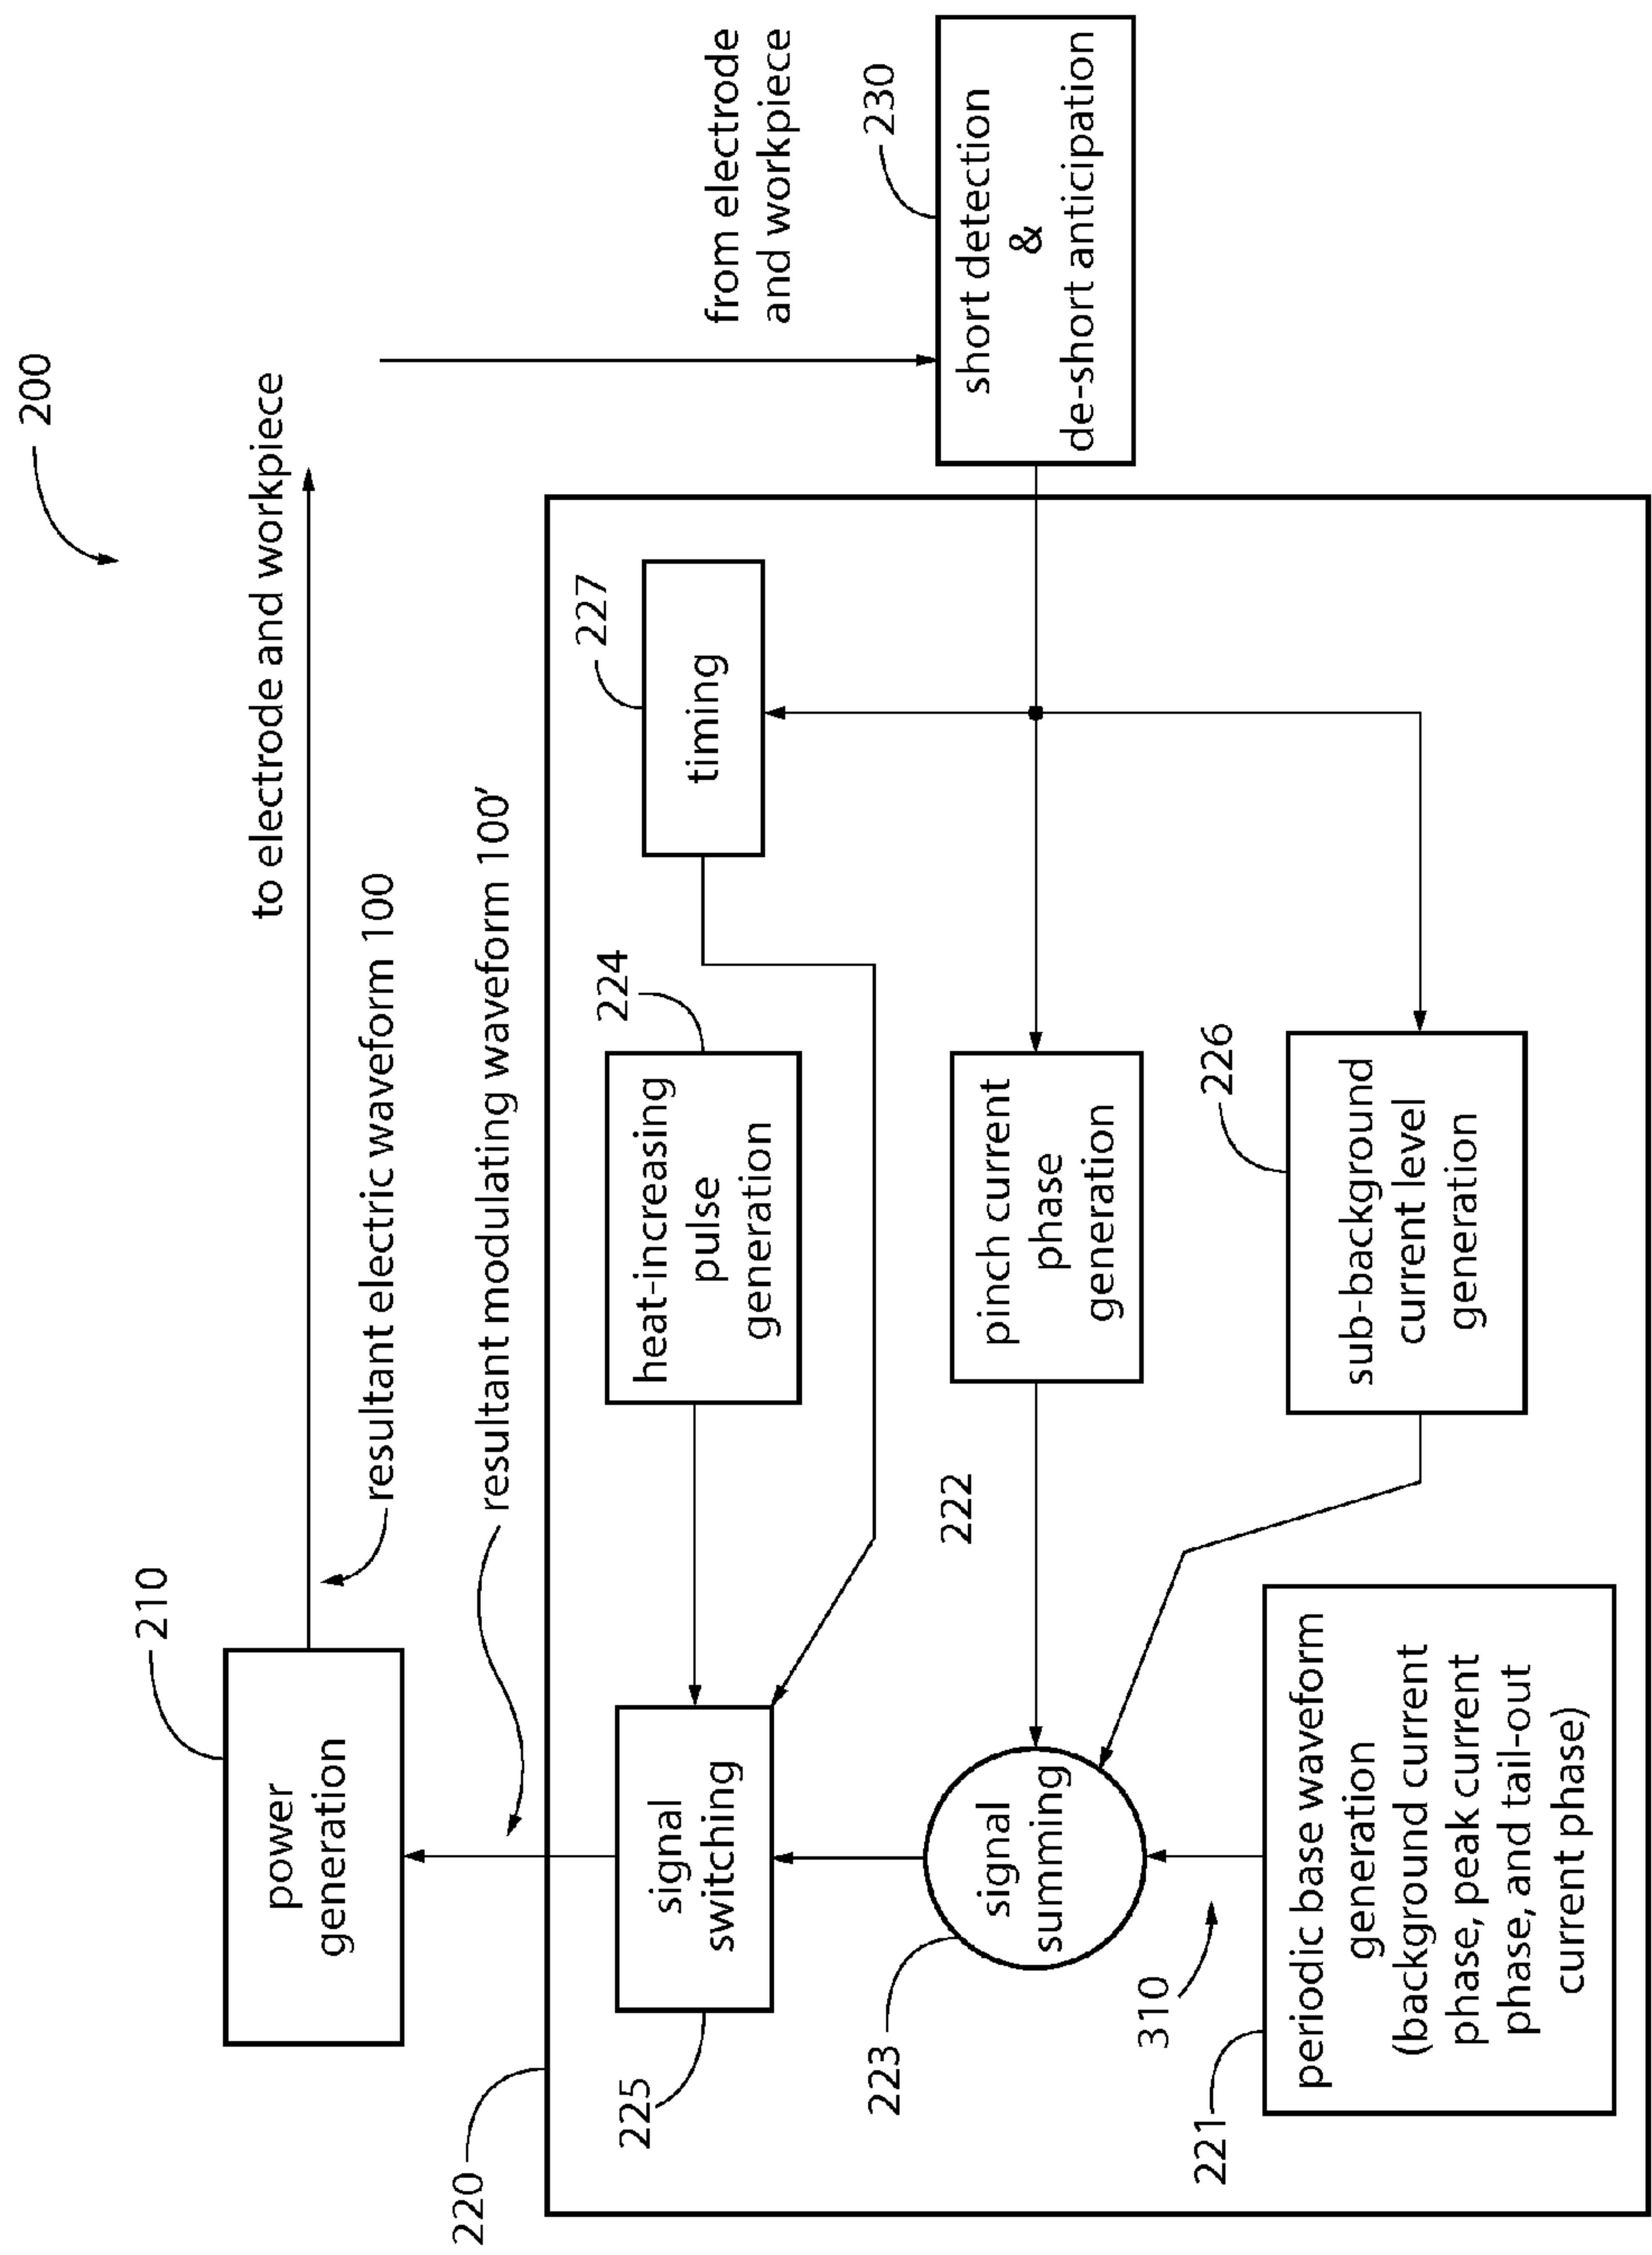 200
to electrode and workpiece
210
power
generation
resultant electric waveform 100
resultant modulating waveform 100'
from electrode
and workpiece
220
225
signal
switching
224
heat-increasing
pulse
generation
227
timing
230
short detection
&
de-short anticipation
223
signal
summing
222
pinch current
phase
generation
310
226
sub-background
current level
generation
221
periodic base waveform
generation
(background current
phase, peak current
phase, and tail-out
current phase)